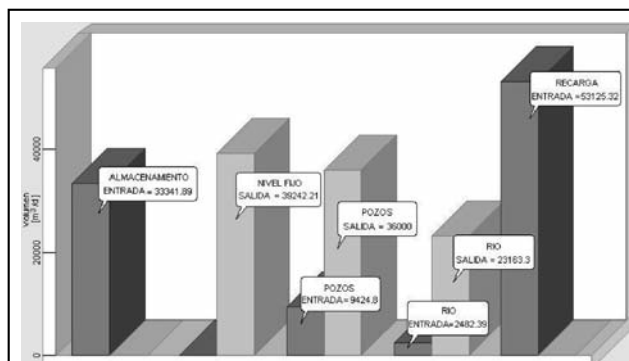 RECARGA
ENTRADA =53125.32
ALMACENAMIENTO
ENTRADA = 33341.89
NIVEL FIJO
SALIDA = 39242.21
POZOS
SALIDA = 36000
RIO
SALIDA = 23163.3
POZOS
ENTRADA=9424.8
RIO
ENTRADA=2482.39
Volumen
[m³/d]
40000
20000
0